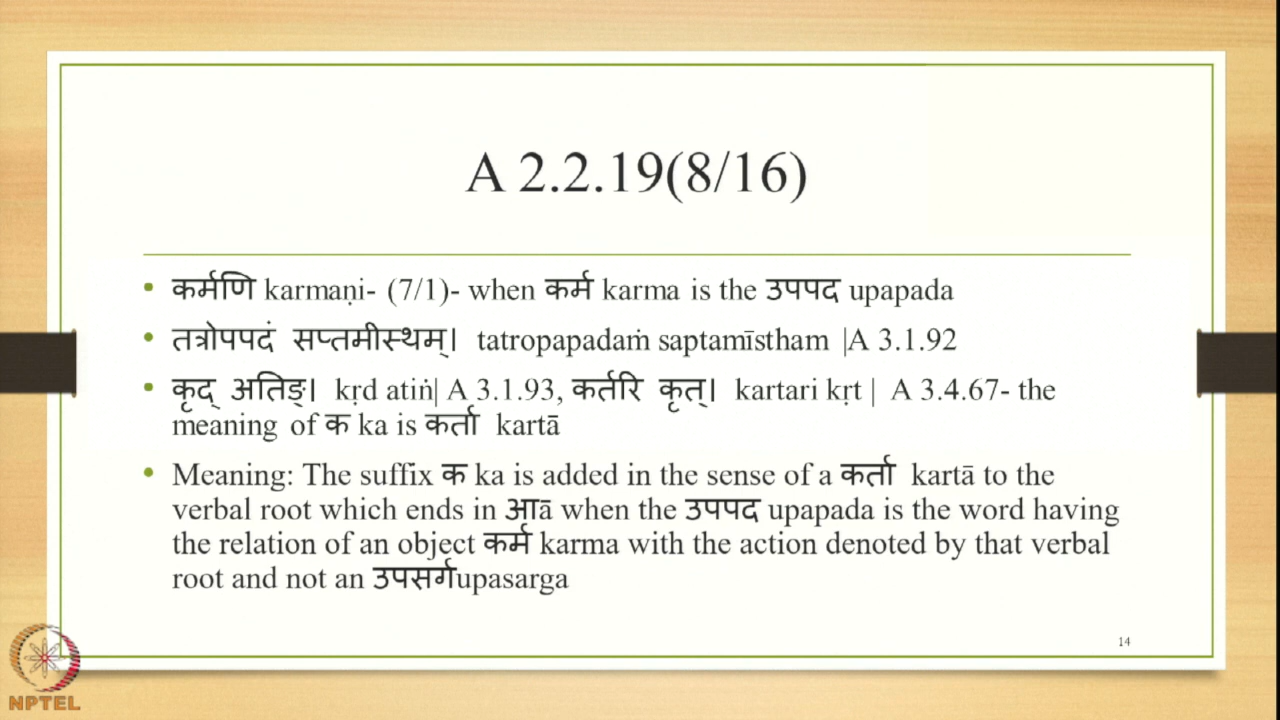 A 2.2.19(8/16)
• कर्मणि karmaṇi- (7/1)- when कर्म karma is the उपपद upapada
• तत्रोपपदं सप्तमीस्थम्। tatropapadaṁ saptamīstham |A 3.1.92
• कृद् अतिङ्। kṛd atiṅ| A 3.1.93, कर्तरि कृत्। kartari kṛt | A 3.4.67- the
meaning of क ka is कर्ता kartā
• Meaning: The suffix क ka is added in the sense of a कर्ता kartā to the
verbal root which ends in आā when the उपपद upapada is the word having
the relation of an object कर्म karma with the action denoted by that verbal
root and not an उपसर्गupasarga
14
NPTEL